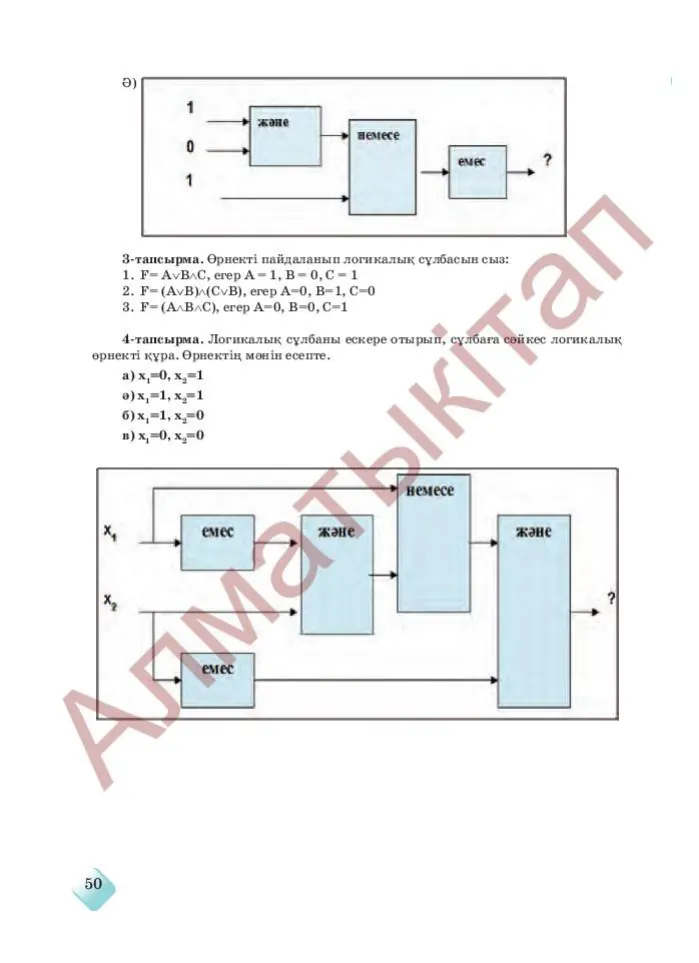 Ә)
1
және
0
немесе
1
емес
?
3-тапсырма. Өрнекті пайдаланып логикалық сұлбасын сыз:
1. F= A∨B∧C, егер A = 1, B = 0, C = 1
2. F= (A∨B)∧(C∨B), егер A=0, B=1, C=0
3. F= (A∧B∧C), егер A=0, B=0, C=1
4-тапсырма. Логикалық сұлбаны ескере отырып, сұлбаға сәйкес логикалық
өрнекті құра. Өрнектің мәнін есепте.
а) x₁=0, x₂=1
ә) x₁=1, x₂=1
б) x₁=1, x₂=0
в) x₁=0, x₂=0
немесе
x₁
емес
және
және
x₂
?
емес
50
Алматыкітап